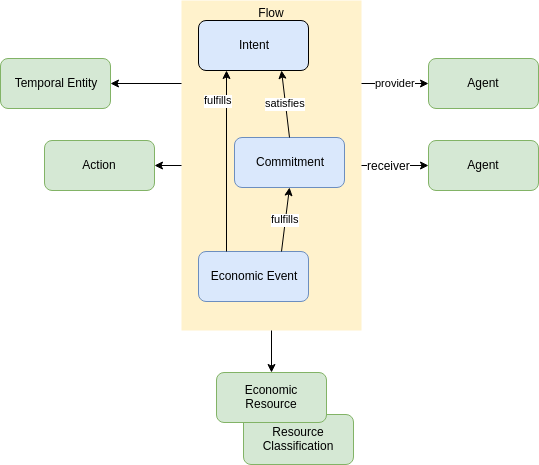 Flow
Intent
Temporal Entity
provider
Agent
fulfills
satisfies
Action
Commitment
receiver
Agent
fulfills
Economic Event
Economic
Resource
Resource
Classification